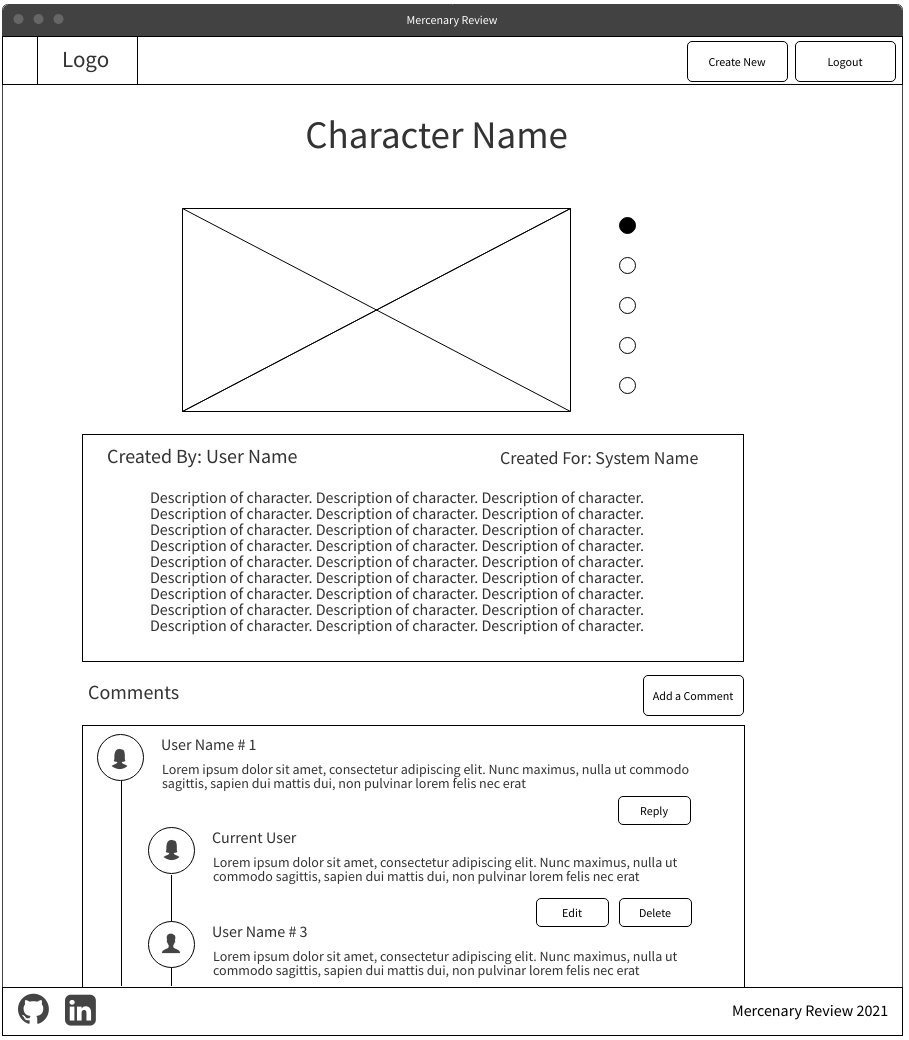 Mercenary Review
Logo
Create New
Logout
Character Name
Created By: User Name
Created For: System Name
Description of character. Description of character. Description of character.
Description of character. Description of character. Description of character.
Description of character. Description of character. Description of character.
Description of character. Description of character. Description of character.
Description of character. Description of character. Description of character.
Description of character. Description of character. Description of character.
Description of character. Description of character. Description of character.
Description of character. Description of character. Description of character.
Description of character. Description of character. Description of character.
Comments
Add a Comment
User Name # 1
Lorem ipsum dolor sit amet, consectetur adipiscing elit. Nunc maximus, nulla ut commodo
sagittis, sapien dui mattis dui, non pulvinar lorem felis nec erat
Reply
Current User
Lorem ipsum dolor sit amet, consectetur adipiscing elit. Nunc maximus, nulla ut
commodo sagittis, sapien dui mattis dui, non pulvinar lorem felis nec erat
Edit
Delete
User Name # 3
Lorem ipsum dolor sit amet, consectetur adipiscing elit. Nunc maximus, nulla ut
commodo sagittis, sapien dui mattis dui, non pulvinar lorem felis nec erat
in
Mercenary Review 2021